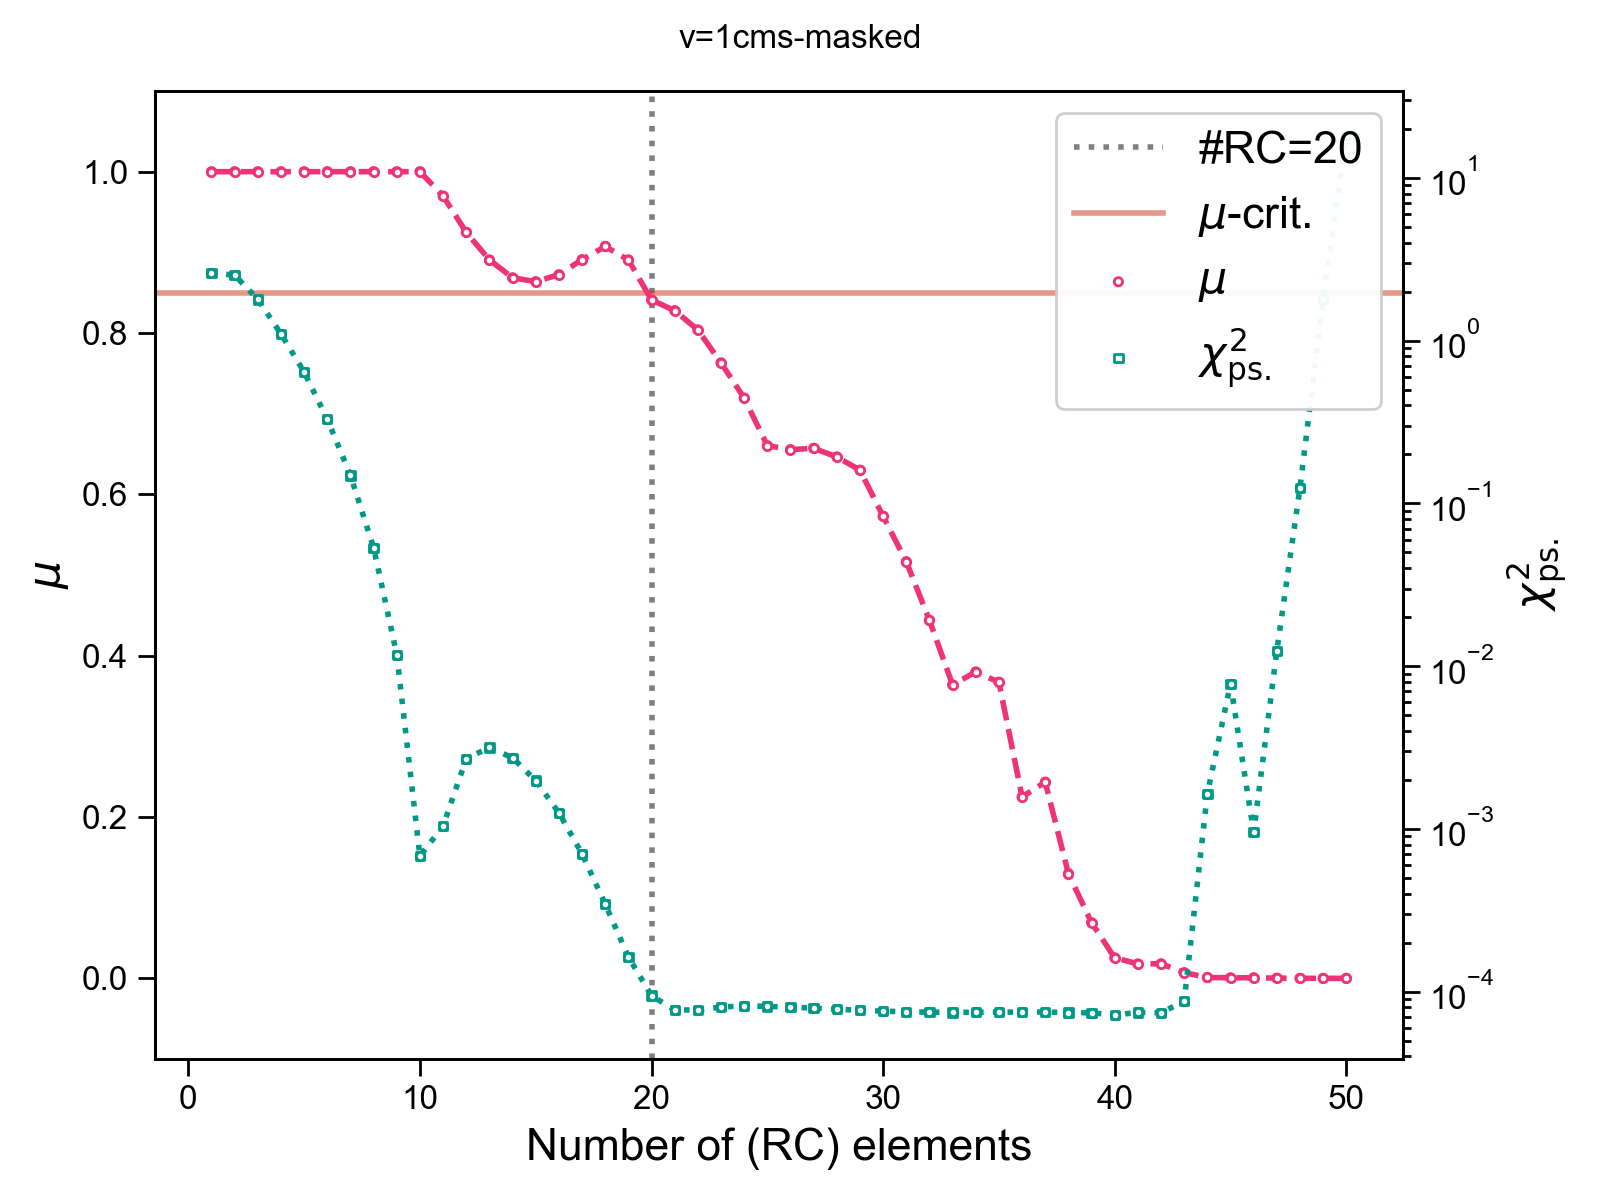 v=1cms-masked
#RC=20
μ-crit.
μ
χ²ps.
1.0
0.8
0.6
0.4
0.2
0.0
μ
10¹
10⁰
10⁻¹
10⁻²
10⁻³
10⁻⁴
χ²ps.
0 10 20 30 40 50
Number of (RC) elements